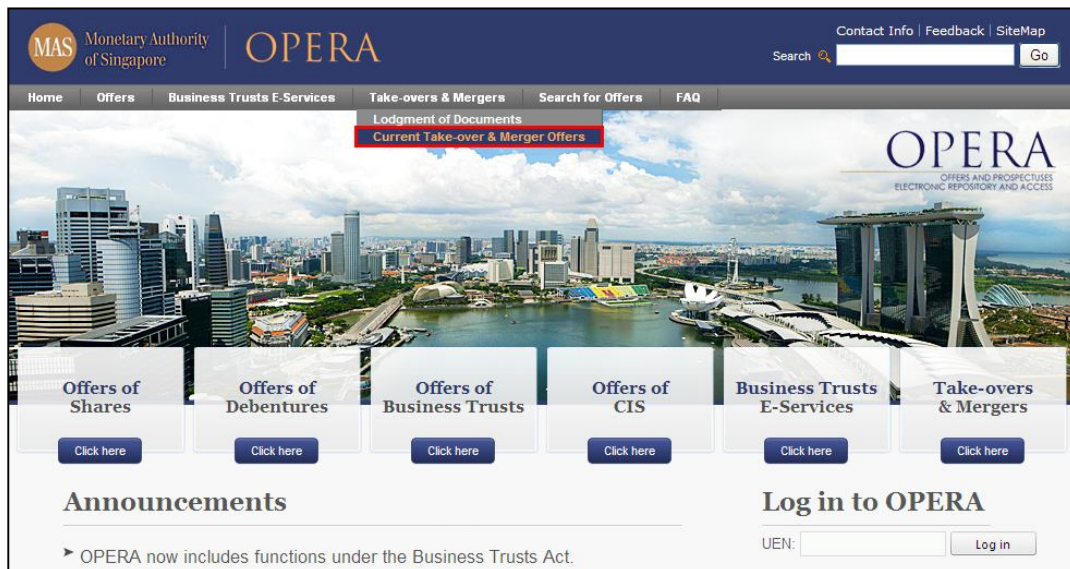 MAS
Monetary Authority
of Singapore
OPERA
Contact Info | Feedback | SiteMap
Search
Go
Home
Offers
Business Trusts E-Services
Take-overs & Mergers
Search for Offers
FAQ
Lodgment of Documents
Current Take-over & Merger Offers
OPERA
OFFERS AND PROSPECTUSES
ELECTRONIC REPOSITORY AND ACCESS
Offers of
Shares
Click here
Offers of
Debentures
Click here
Offers of
Business Trusts
Click here
Offers of
CIS
Click here
Business Trusts
E-Services
Click here
Take-overs
& Mergers
Click here
Announcements
OPERA now includes functions under the Business Trusts Act.
Log in to OPERA
UEN:
Log in